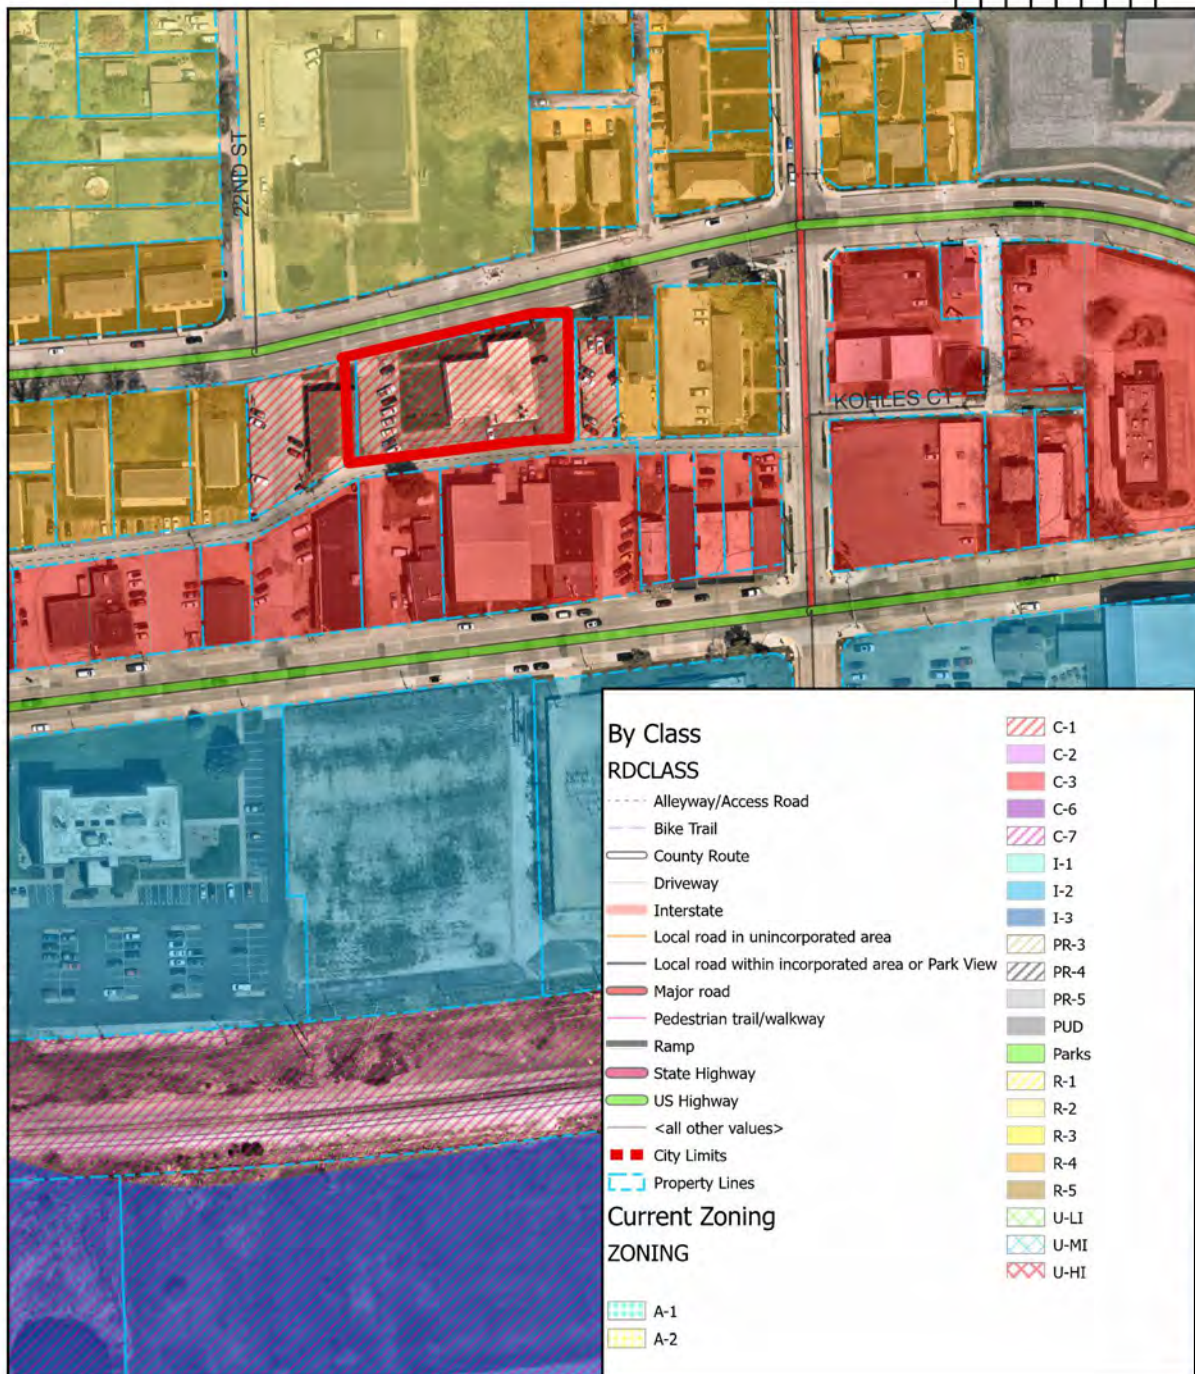 22ND ST
KOHLES CT
By Class
RDCLASS
Alleyway/Access Road
Bike Trail
County Route
Driveway
Interstate
Local road in unincorporated area
Local road within incorporated area or Park View
Major road
Pedestrian trail/walkway
Ramp
State Highway
US Highway
<all other values>
City Limits
Property Lines
Current Zoning
ZONING
A-1
A-2
C-1
C-2
C-3
C-6
C-7
I-1
I-2
I-3
PR-3
PR-4
PR-5
PUD
Parks
R-1
R-2
R-3
R-4
R-5
U-LI
U-MI
U-HI